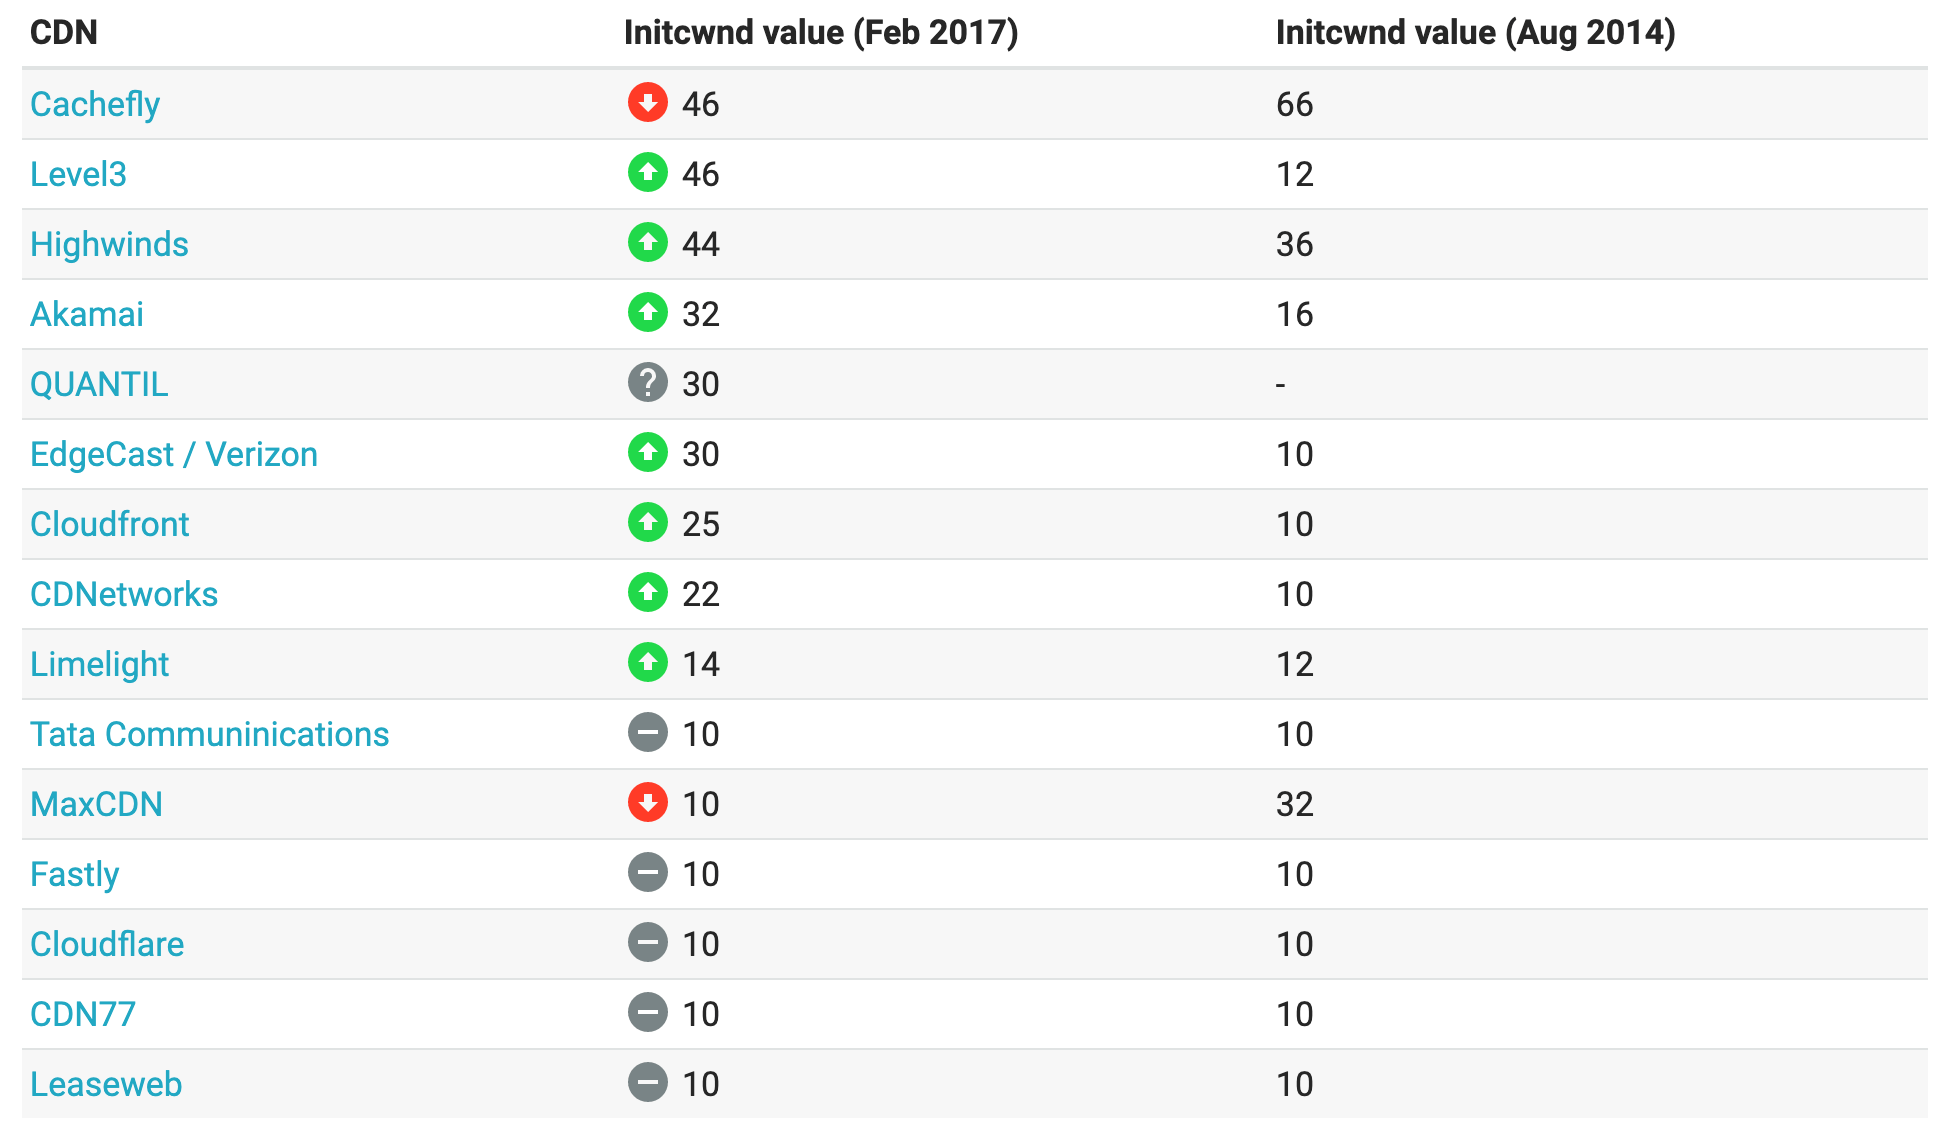 CDN Initcwnd value (Feb 2017) Initcwnd value (Aug 2014)
Cachefly 46 66
Level3 46 12
Highwinds 44 36
Akamai 32 16
QUANTIL ? 30 -
EdgeCast / Verizon 30 10
Cloudfront 25 10
CDNetworks 22 10
Limelight 14 12
Tata Communinications 10 10
MaxCDN 10 32
Fastly 10 10
Cloudflare 10 10
CDN77 10 10
Leaseweb 10 10